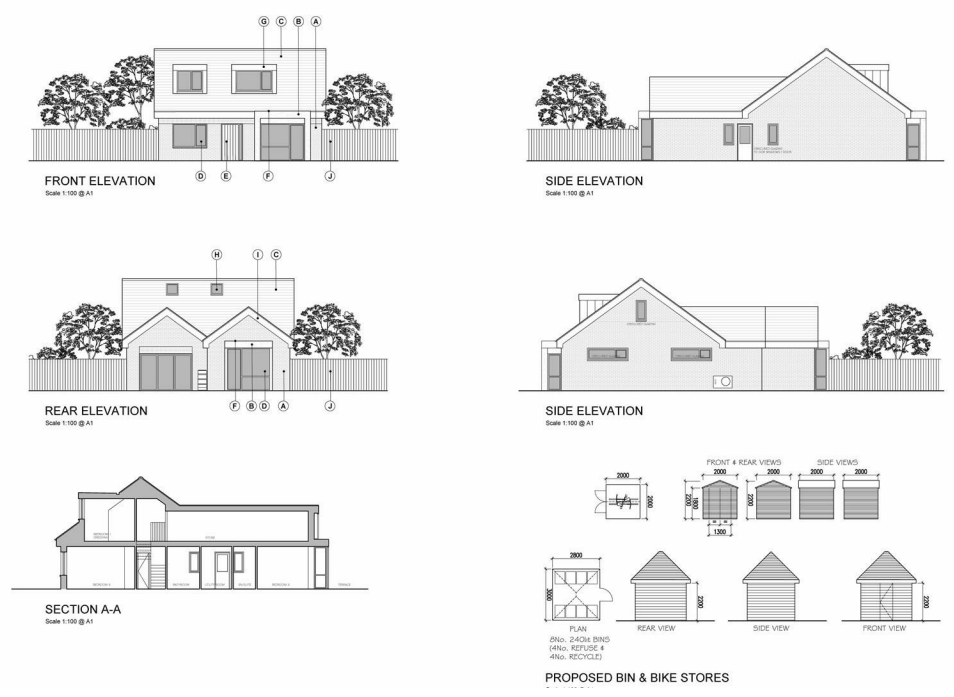 G C B A
FRONT ELEVATION
Scale 1:100 @ A1
D E F J
SIDE ELEVATION
Scale 1:100 @ A1
H I C
REAR ELEVATION
Scale 1:100 @ A1
F B D A J
SIDE ELEVATION
Scale 1:100 @ A1
SECTION A-A
Scale 1:100 @ A1
FRONT & REAR VIEWS SIDE VIEWS
2000 2000 2000 2000 2000
2000 2200 1800 2200
1300
2800
3000 2200 2200
PLAN REAR VIEW SIDE VIEW FRONT VIEW
8No. 240lit BINS
(4No. REFUSE &
4No. RECYCLE)
PROPOSED BIN & BIKE STORES